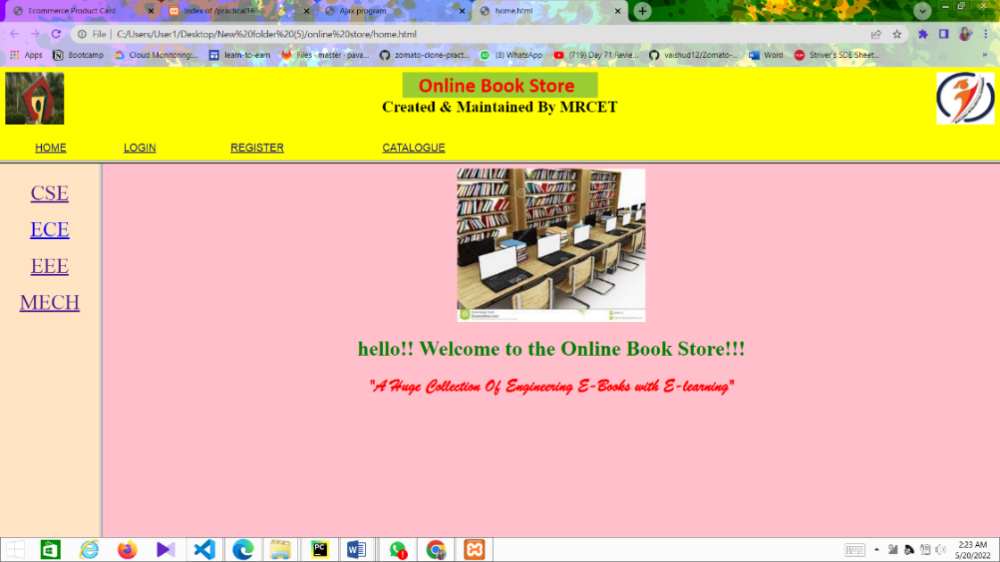 Ecommerce Product Card
Index of /practical16
Ajax program
home.html
File | C:/Users/User1/Desktop/New%20folder%20(5)/online%20store/home.html
Apps Bootcamp Cloud Monitoring:... learn-to-earn Files · master · pava... zomato-clone-pract... (8) WhatsApp (719) Day 71 Revie... vaishud12/Zomato-... Word Striver's SDE Sheet... »
Online Book Store
Created & Maintained By MRCET
HOME LOGIN REGISTER CATALOGUE
CSE
ECE
EEE
MECH
hello!! Welcome to the Online Book Store!!!
"A Huge Collection Of Engineering E-Books with E-learning"
2:23 AM
5/20/2022